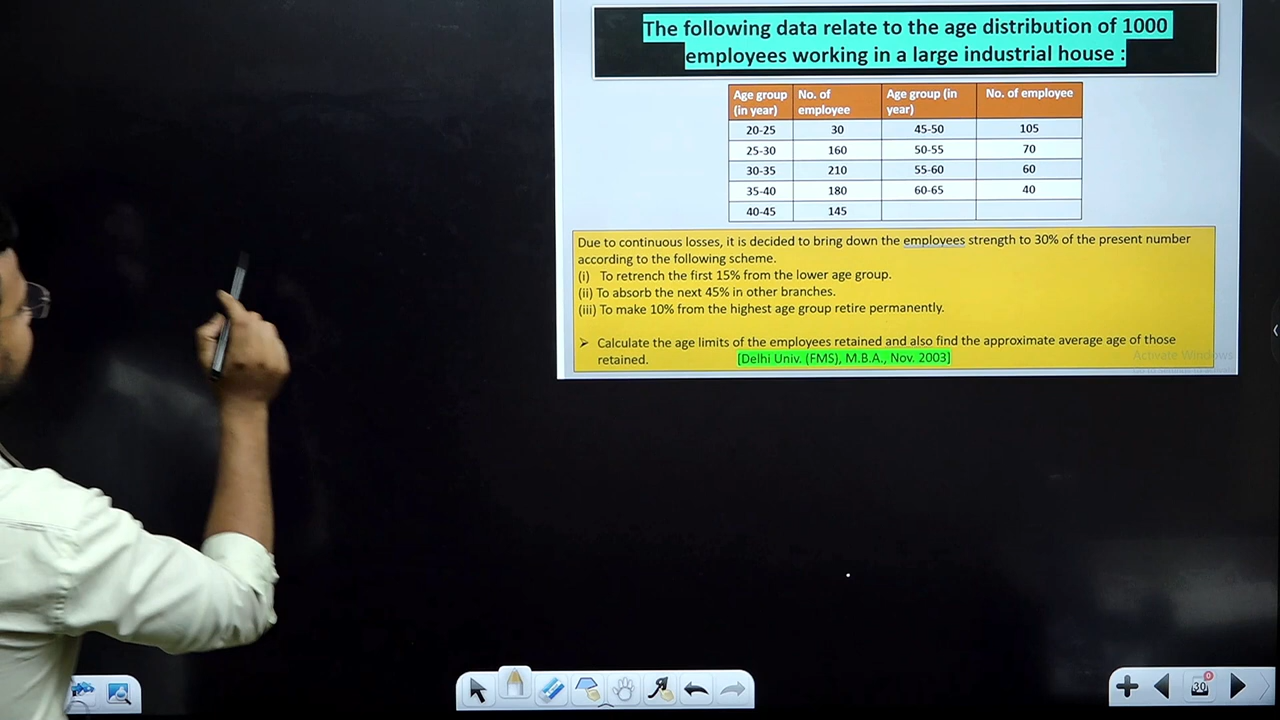 The following data relate to the age distribution of 1000
employees working in a large industrial house :
Age group (in year) No. of employee Age group (in year) No. of employee
20-25 30 45-50 105
25-30 160 50-55 70
30-35 210 55-60 60
35-40 180 60-65 40
40-45 145
Due to continuous losses, it is decided to bring down the employees strength to 30% of the present number
according to the following scheme.
(i) To retrench the first 15% from the lower age group.
(ii) To absorb the next 45% in other branches.
(iii) To make 10% from the highest age group retire permanently.
➢ Calculate the age limits of the employees retained and also find the approximate average age of those
retained. [Delhi Univ. (FMS), M.B.A., Nov. 2003]
Activate Windows
30
0